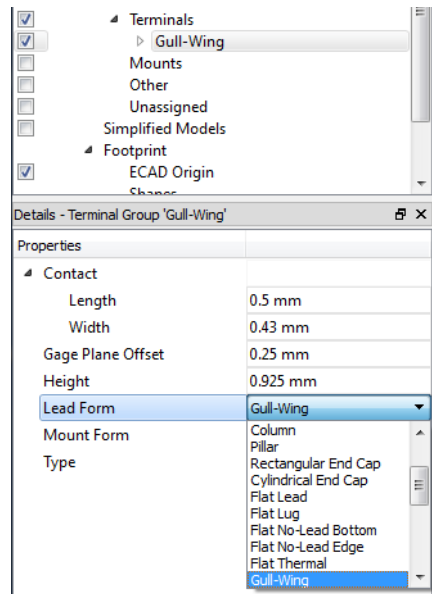 Terminals
Gull-Wing
Mounts
Other
Unassigned
Simplified Models
Footprint
ECAD Origin
Shapes
Details - Terminal Group 'Gull-Wing'
Properties
Contact
Length 0.5 mm
Width 0.43 mm
Gage Plane Offset 0.25 mm
Height 0.925 mm
Lead Form Gull-Wing
Mount Form
Type
Column
Pillar
Rectangular End Cap
Cylindrical End Cap
Flat Lead
Flat Lug
Flat No-Lead Bottom
Flat No-Lead Edge
Flat Thermal
Gull-Wing